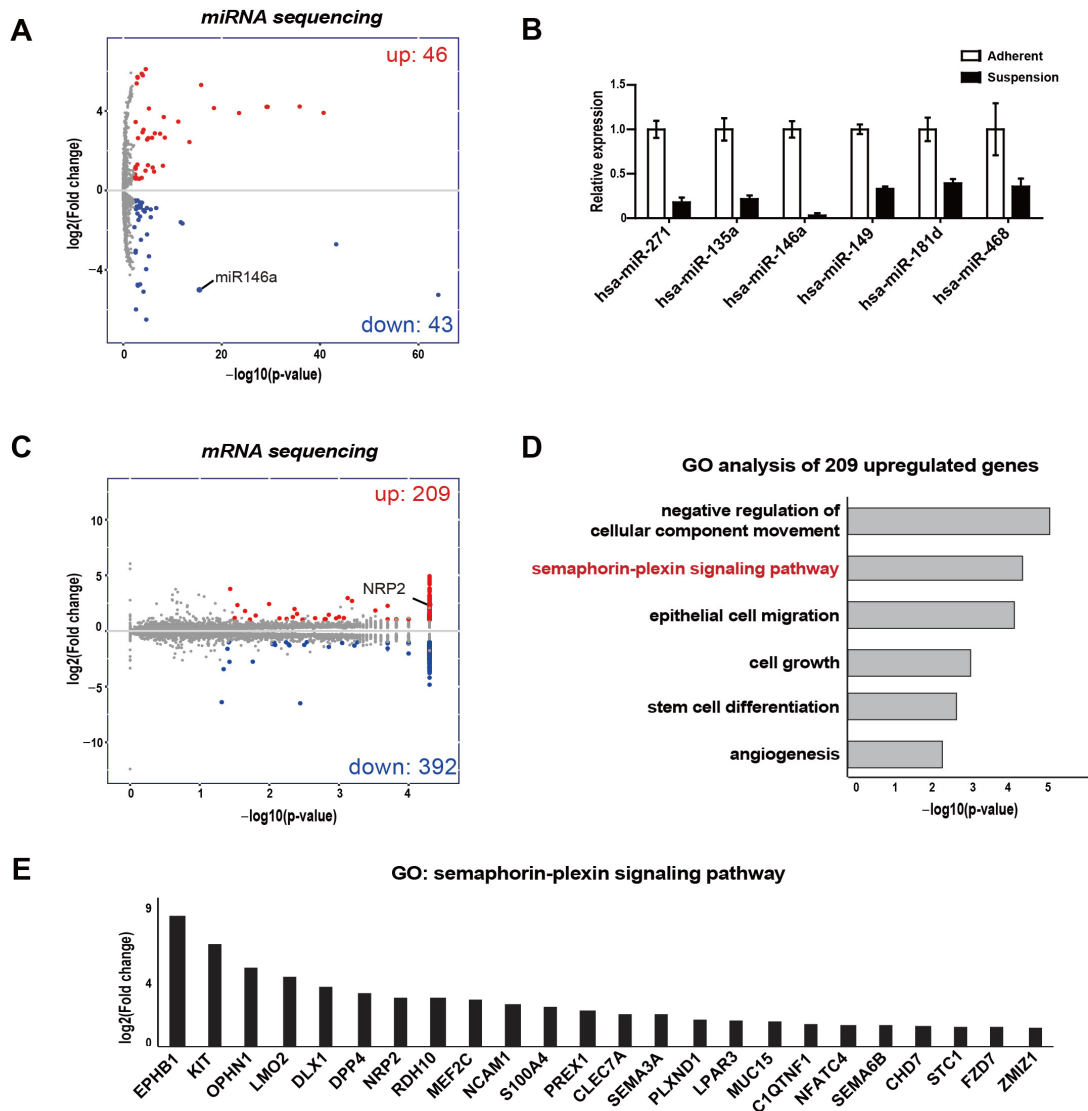 A
miRNA sequencing
up: 46
4
0
−4
log2(Fold change)
miR146a
down: 43
0
20
40
60
−log10(p-value)
B
Adherent
Suspension
1.5
1.0
0.5
0
Relative expression
hsa-miR-271
hsa-miR-135a
hsa-miR-146a
hsa-miR-149
hsa-miR-181d
hsa-miR-468
C
mRNA sequencing
up: 209
10
5
0
−5
−10
log2(Fold change)
NRP2
down: 392
0
1
2
3
4
−log10(p-value)
D
GO analysis of 209 upregulated genes
negative regulation of
cellular component movement
semaphorin-plexin signaling pathway
epithelial cell migration
cell growth
stem cell differentiation
angiogenesis
0
1
2
3
4
5
−log10(p-value)
E
GO: semaphorin-plexin signaling pathway
9
4
0
log2(Fold change)
EPHB1
KIT
OPHN1
LMO2
DLX1
DPP4
NRP2
RDH10
MEF2C
NCAM1
S100A4
PREX1
CLEC7A
SEMA3A
PLXND1
LPAR3
MUC15
C1QTNF1
NFATC4
SEMA6B
CHD7
STC1
FZD7
ZMIZ1